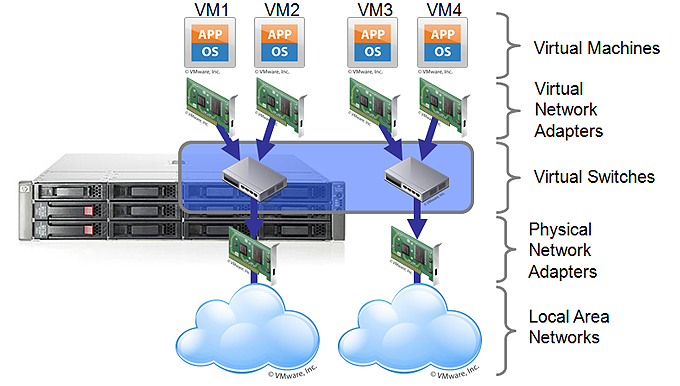 VM1 VM2 VM3 VM4
APP APP APP APP
OS OS OS OS
© VMware, Inc. © VMware, Inc. © VMware, Inc. © VMware, Inc.
Virtual Machines
Virtual
Network
Adapters
Virtual Switches
Physical
Network
Adapters
Local Area
Networks
© VMware, Inc. © VMware, Inc.